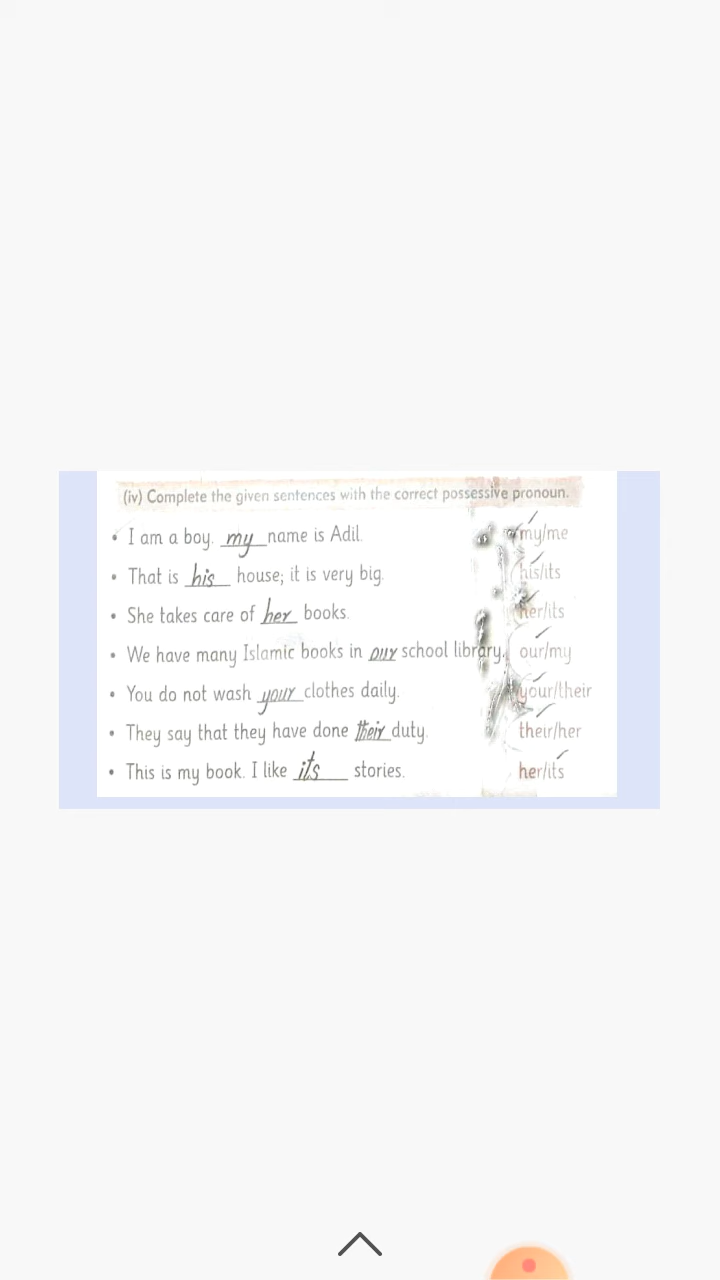 (iv) Complete the given sentences with the correct possessive pronoun.
• I am a boy. my name is Adil. my/me
• That is his house; it is very big. his/its
• She takes care of her books. her/its
• We have many Islamic books in our school library. our/my
• You do not wash your clothes daily. your/their
• They say that they have done their duty. their/her
• This is my book. I like its stories. her/its